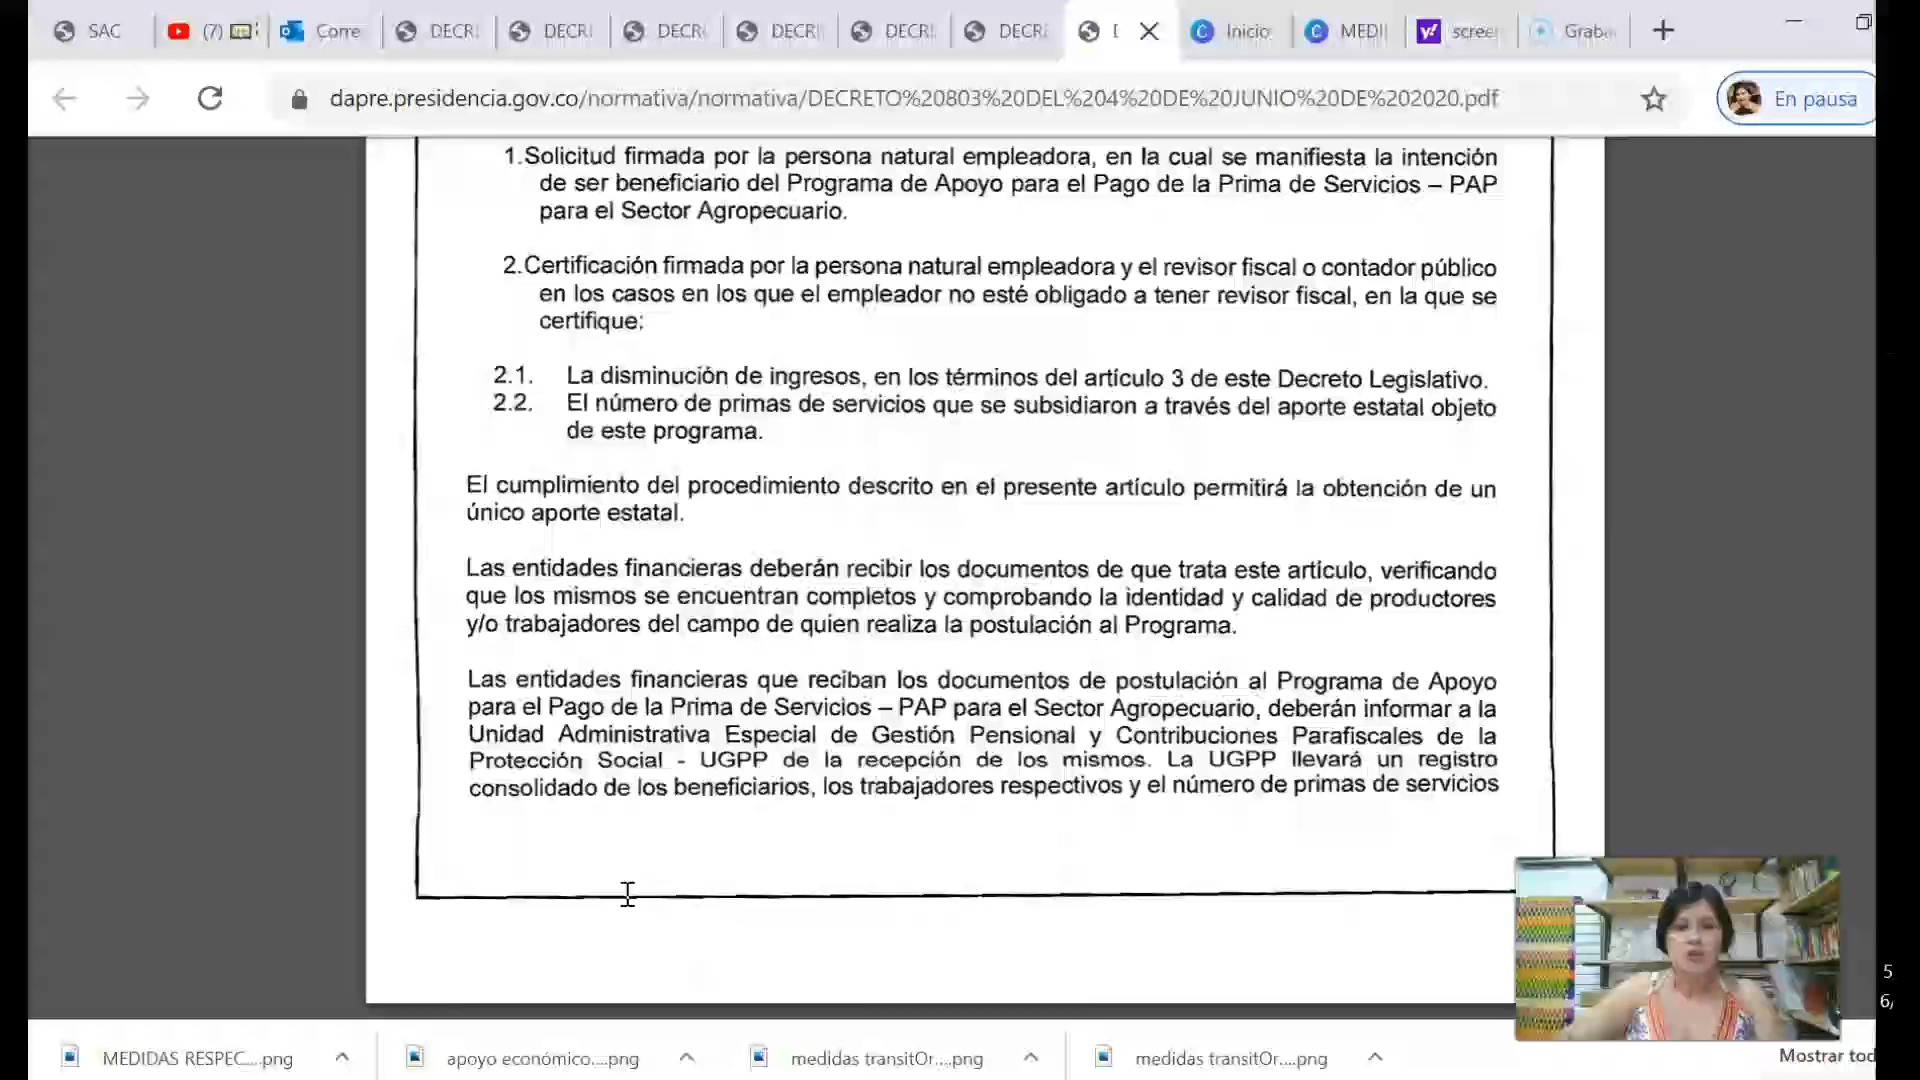 SAC
(7)
Corre
DECR
DECRI
DECR
DECRI
DECRI
DECRI
Inicio
MEDII
scree
Graba
dapre.presidencia.gov.co/normativa/normativa/DECRETO%20803%20DEL%204%20DE%20JUNIO%20DE%202020.pdf
En pausa
1.Solicitud firmada por la persona natural empleadora, en la cual se manifiesta la intención
de ser beneficiario del Programa de Apoyo para el Pago de la Prima de Servicios – PAP
para el Sector Agropecuario.
2.Certificación firmada por la persona natural empleadora y el revisor fiscal o contador público
en los casos en los que el empleador no esté obligado a tener revisor fiscal, en la que se
certifique:
2.1. La disminución de ingresos, en los términos del artículo 3 de este Decreto Legislativo.
2.2. El número de primas de servicios que se subsidiaron a través del aporte estatal objeto
de este programa.
El cumplimiento del procedimiento descrito en el presente artículo permitirá la obtención de un
único aporte estatal.
Las entidades financieras deberán recibir los documentos de que trata este artículo, verificando
que los mismos se encuentran completos y comprobando la identidad y calidad de productores
y/o trabajadores del campo de quien realiza la postulación al Programa.
Las entidades financieras que reciban los documentos de postulación al Programa de Apoyo
para el Pago de la Prima de Servicios – PAP para el Sector Agropecuario, deberán informar a la
Unidad Administrativa Especial de Gestión Pensional y Contribuciones Parafiscales de la
Protección Social - UGPP de la recepción de los mismos. La UGPP llevará un registro
consolidado de los beneficiarios, los trabajadores respectivos y el número de primas de servicios
5
6/
MEDIDAS RESPEC....png
apoyo económico....png
medidas transitOr....png
medidas transitOr....png
Mostrar tod